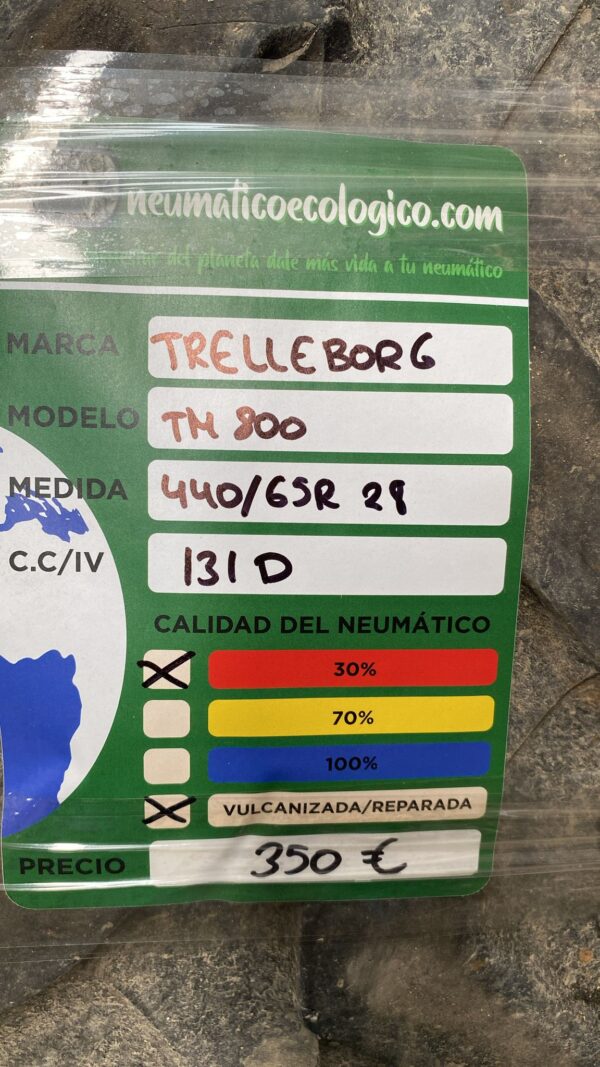 neumaticoecologico.com
del planeta dale más vida a tu neumático
MARCA TRELLEBORG
MODELO TM 800
MEDIDA 440/65R 28
C.C/IV 131 D
CALIDAD DEL NEUMÁTICO
X 30%
70%
100%
X VULCANIZADA/REPARADA
PRECIO 350 €